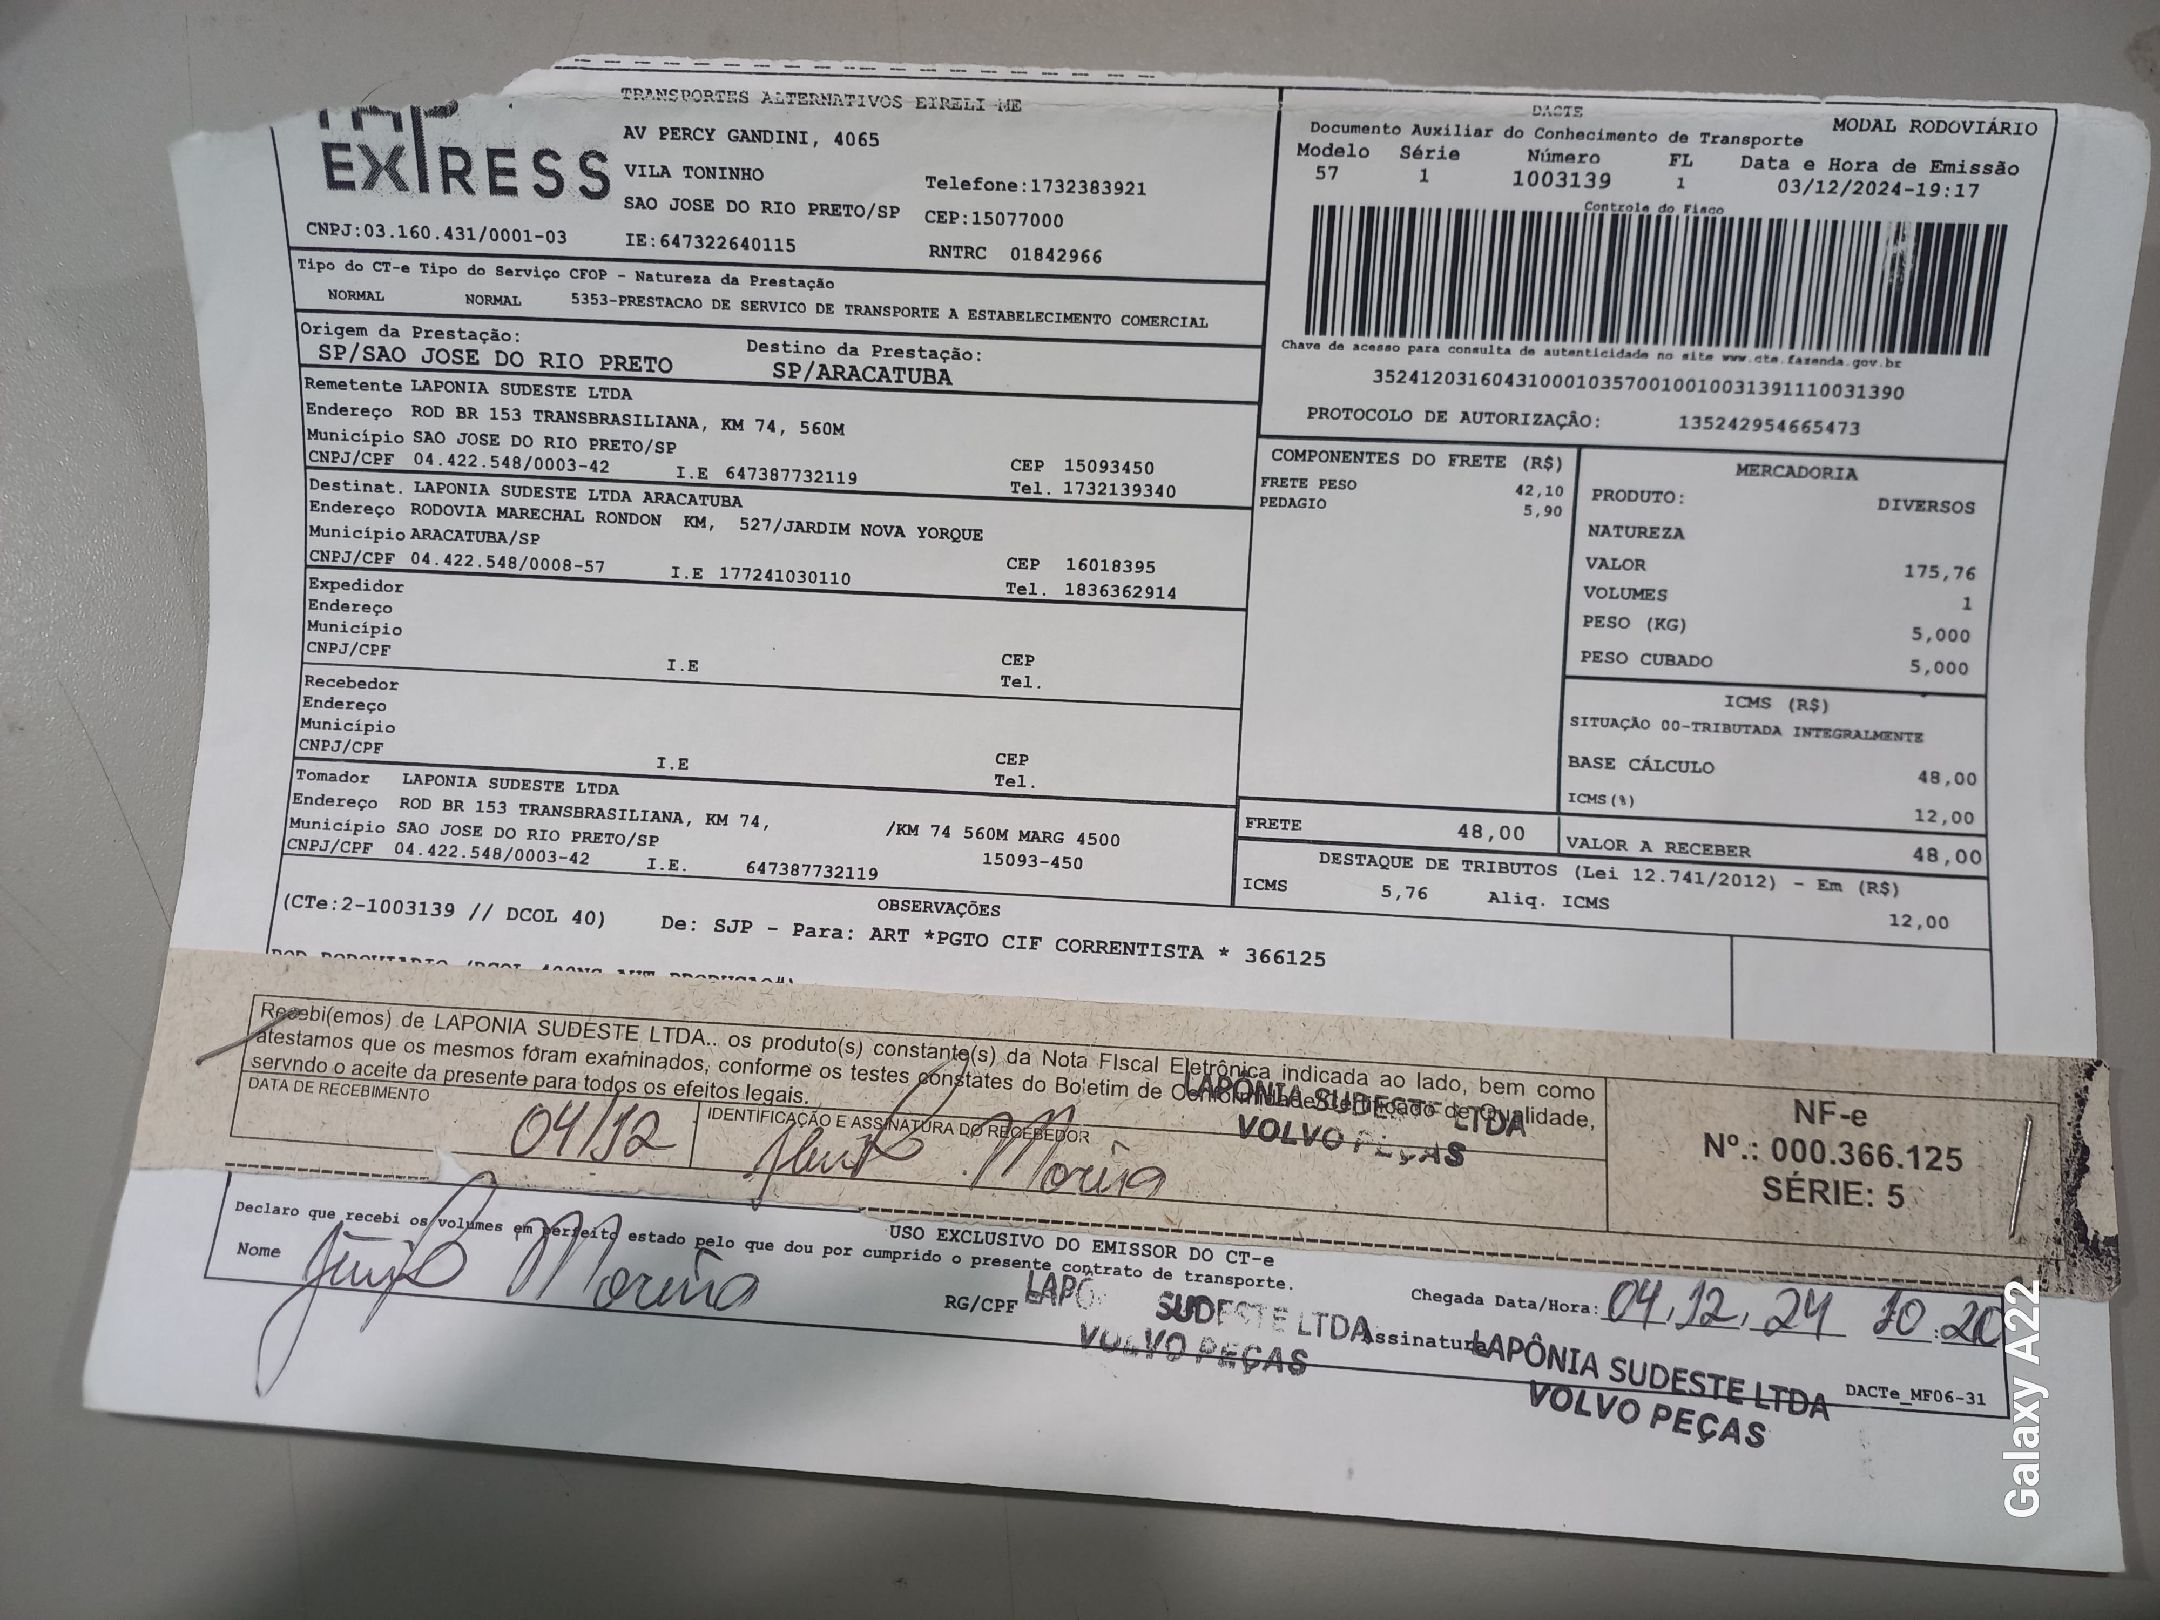 EXPRESS
TRANSPORTES ALTERNATIVOS EIRELI ME
AV PERCY GANDINI, 4065
VILA TONINHO
Telefone:1732383921
SAO JOSE DO RIO PRETO/SP CEP:15077000
CNPJ:03.160.431/0001-03 IE:647322640115 RNTRC 01842966
DACTE
Documento Auxiliar do Conhecimento de Transporte MODAL RODOVIÁRIO
Modelo Série Número FL Data e Hora de Emissão
57 1 1003139 1 03/12/2024-19:17
Controle do Fisco
Chave de acesso para consulta de autenticidade no site www.cte.fazenda.gov.br
35241203160431000103570010010031391110031390
PROTOCOLO DE AUTORIZAÇÃO: 135242954665473
Tipo do CT-e Tipo do Serviço CFOP - Natureza da Prestação
NORMAL NORMAL 5353-PRESTACAO DE SERVICO DE TRANSPORTE A ESTABELECIMENTO COMERCIAL
Origem da Prestação: Destino da Prestação:
SP/SAO JOSE DO RIO PRETO SP/ARACATUBA
Remetente LAPONIA SUDESTE LTDA
Endereço ROD BR 153 TRANSBRASILIANA, KM 74, 560M
Município SAO JOSE DO RIO PRETO/SP CEP 15093450
CNPJ/CPF 04.422.548/0003-42 I.E 647387732119 Tel. 1732139340
Destinat. LAPONIA SUDESTE LTDA ARACATUBA
Endereço RODOVIA MARECHAL RONDON KM, 527/JARDIM NOVA YORQUE
Município ARACATUBA/SP CEP 16018395
CNPJ/CPF 04.422.548/0008-57 I.E 177241030110 Tel. 1836362914
Expedidor
Endereço
Município CEP
CNPJ/CPF I.E Tel.
Recebedor
Endereço
Município CEP
CNPJ/CPF I.E Tel.
Tomador LAPONIA SUDESTE LTDA
Endereço ROD BR 153 TRANSBRASILIANA, KM 74, /KM 74 560M MARG 4500
Município SAO JOSE DO RIO PRETO/SP 15093-450
CNPJ/CPF 04.422.548/0003-42 I.E. 647387732119
COMPONENTES DO FRETE (R$)
FRETE PESO 42,10
PEDAGIO 5,90
MERCADORIA
PRODUTO: DIVERSOS
NATUREZA
VALOR 175,76
VOLUMES 1
PESO (KG) 5,000
PESO CUBADO 5,000
ICMS (R$)
SITUAÇÃO 00-TRIBUTADA INTEGRALMENTE
BASE CÁLCULO 48,00
ICMS(%) 12,00
FRETE 48,00 VALOR A RECEBER 48,00
DESTAQUE DE TRIBUTOS (Lei 12.741/2012) - Em (R$)
ICMS 5,76 Aliq. ICMS 12,00
OBSERVAÇÕES
(CTe:2-1003139 // DCOL 40) De: SJP - Para: ART *PGTO CIF CORRENTISTA * 366125
Recebi(emos) de LAPONIA SUDESTE LTDA.. os produto(s) constante(s) da Nota FIscal Eletrônica indicada ao lado, bem como
atestamos que os mesmos foram examinados, conforme os testes constates do Boletim de Conformidade/Certificado de Qualidade,
servndo o aceite da presente para todos os efeitos legais.
DATA DE RECEBIMENTO IDENTIFICAÇÃO E ASSINATURA DO RECEBEDOR
04/12
LAPÔNIA SUDESTE LTDA
VOLVO PEÇAS
NF-e
Nº.: 000.366.125
SÉRIE: 5
USO EXCLUSIVO DO EMISSOR DO CT-e
Declaro que recebi os volumes em perfeito estado pelo que dou por cumprido o presente contrato de transporte.
Nome RG/CPF Chegada Data/Hora: 04.12.24 10:20
Assinatura
LAPÔ SUDESTE LTDA
VOLVO PEÇAS
LAPÔNIA SUDESTE LTDA
VOLVO PEÇAS
DACTe_MF06-31
Galaxy A22